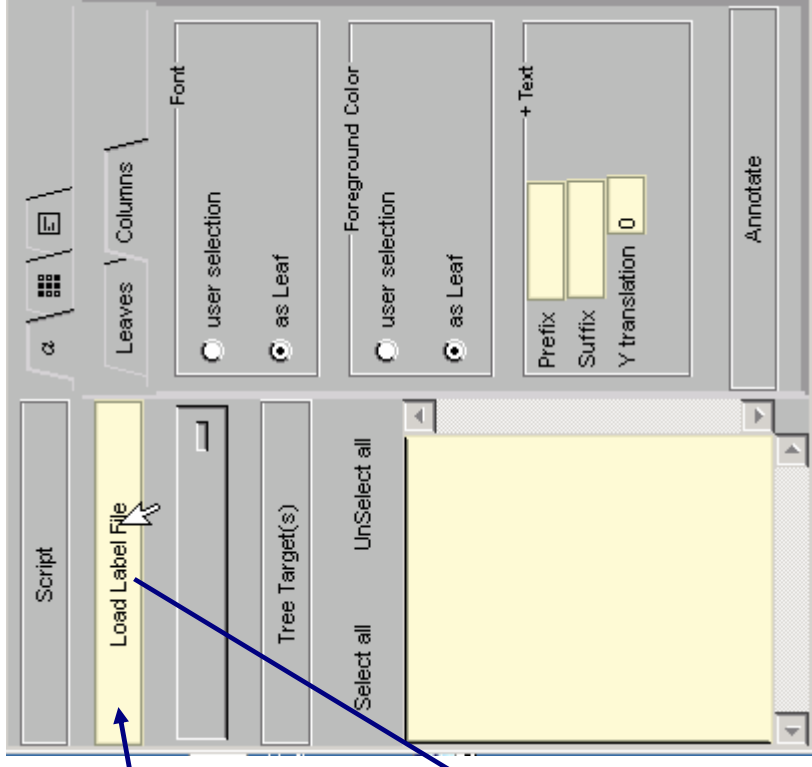 Script
Load Label File
Tree Target(s)
Select all UnSelect all
α
Leaves Columns
Font
user selection
as Leaf
Foreground Color
user selection
as Leaf
+ Text
Prefix
Suffix
Y translation 0
Annotate